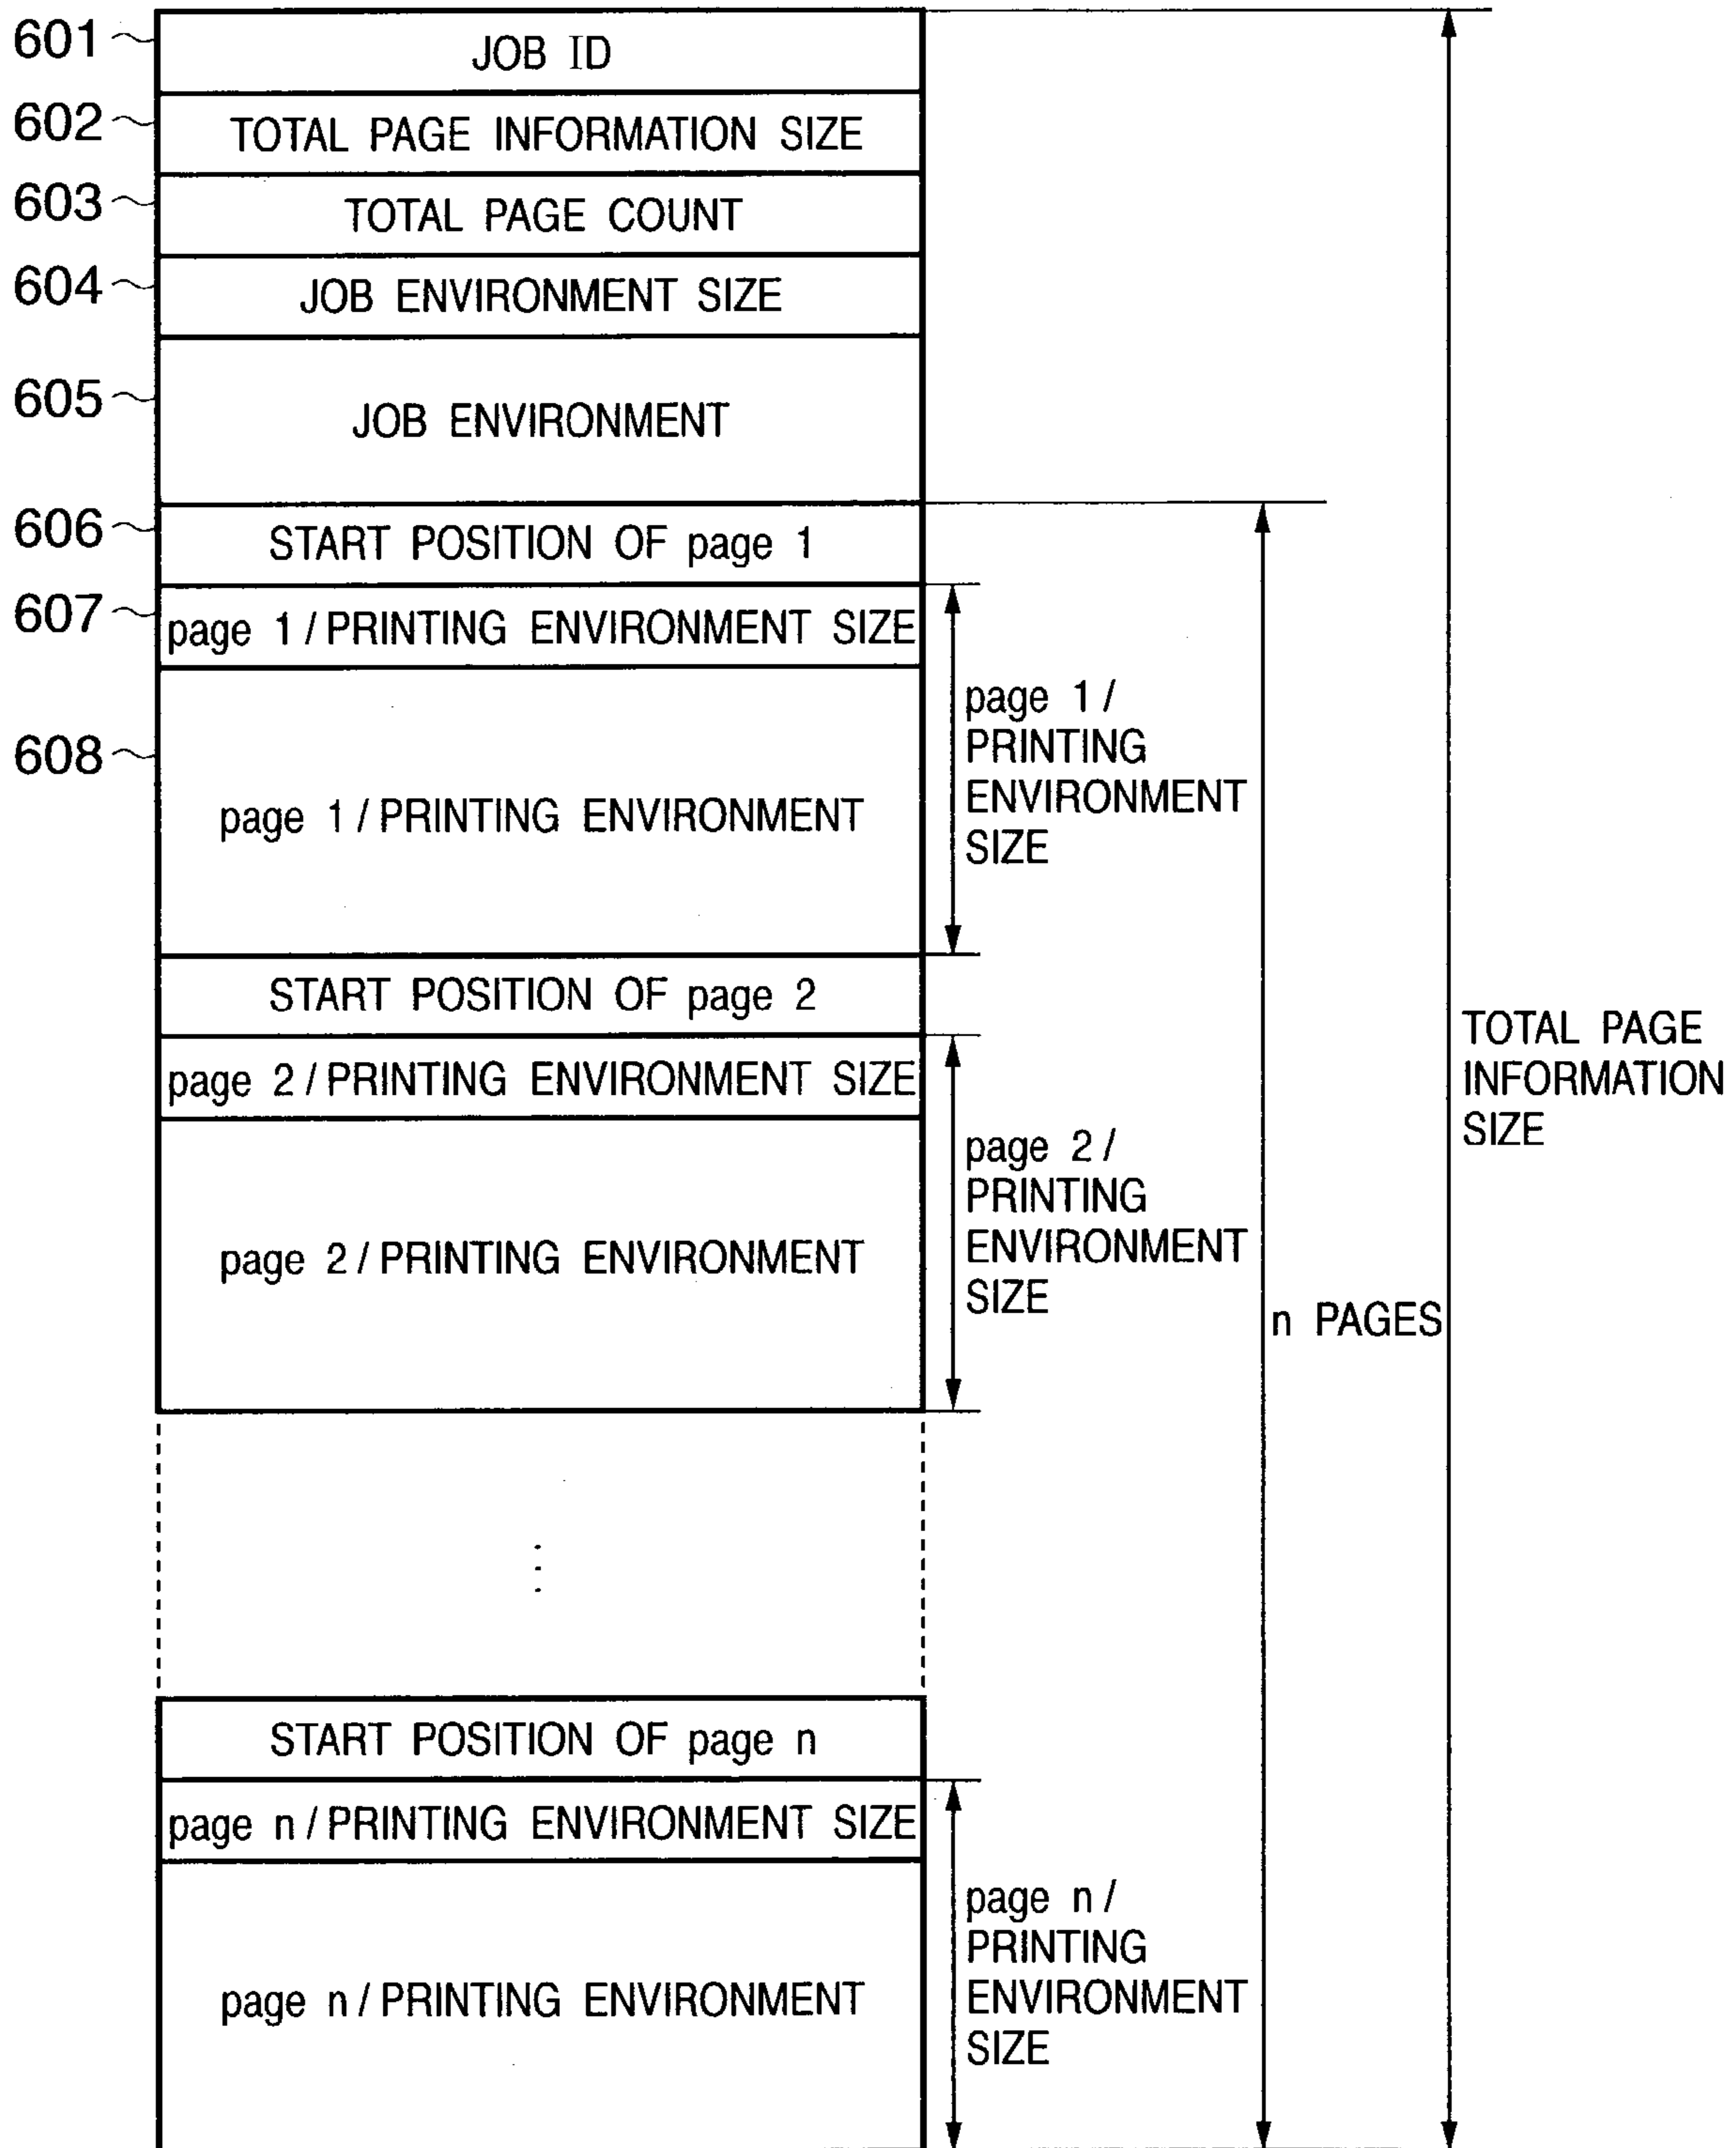 601 JOB ID
602 TOTAL PAGE INFORMATION SIZE
603 TOTAL PAGE COUNT
604 JOB ENVIRONMENT SIZE
605 JOB ENVIRONMENT
606 START POSITION OF page 1
607 page 1 / PRINTING ENVIRONMENT SIZE
608 page 1 / PRINTING ENVIRONMENT
page 1 /
PRINTING
ENVIRONMENT
SIZE
START POSITION OF page 2
page 2 / PRINTING ENVIRONMENT SIZE
page 2 / PRINTING ENVIRONMENT
page 2 /
PRINTING
ENVIRONMENT
SIZE
n PAGES
TOTAL PAGE
INFORMATION
SIZE
START POSITION OF page n
page n / PRINTING ENVIRONMENT SIZE
page n / PRINTING ENVIRONMENT
page n /
PRINTING
ENVIRONMENT
SIZE